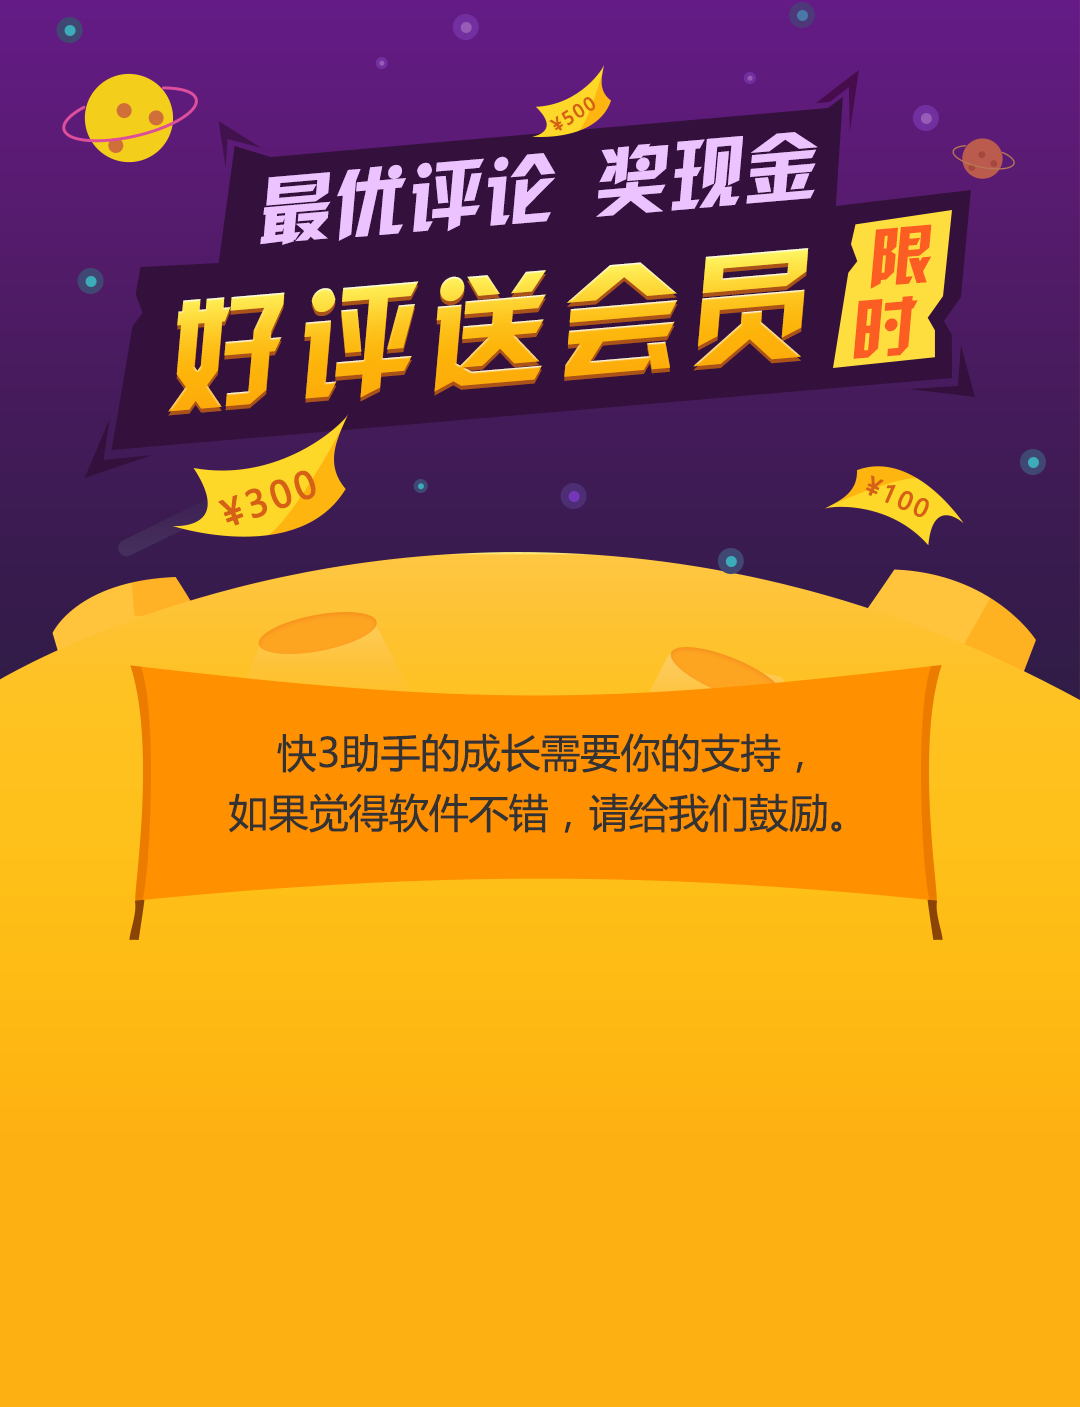 ¥500
最优评论 奖现金
好评送会员
限时
¥300
¥100
快3助手的成长需要你的支持，
如果觉得软件不错，请给我们鼓励。